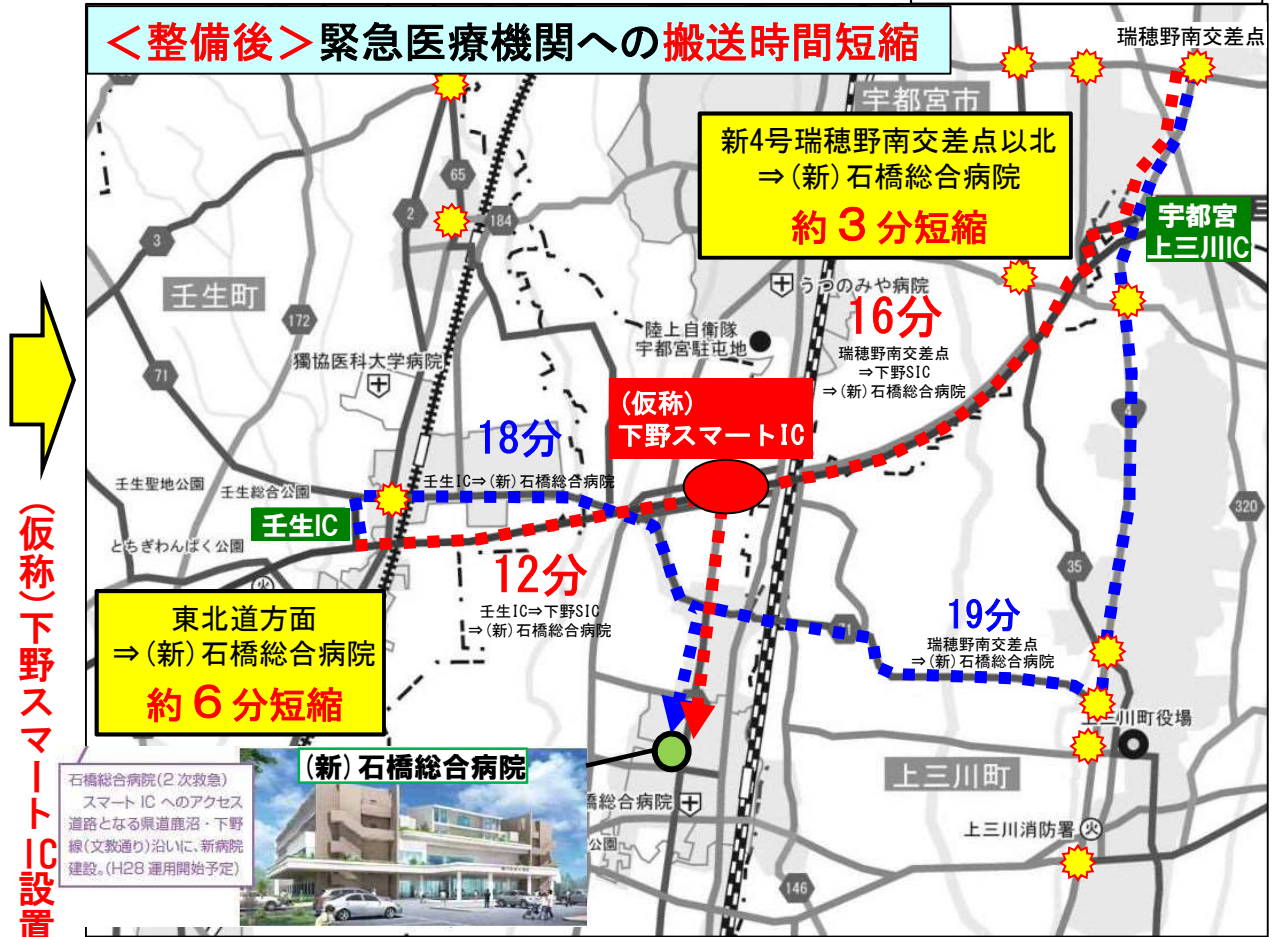 ＜整備後＞緊急医療機関への搬送時間短縮
瑞穂野南交差点
宇都宮市
新4号瑞穂野南交差点以北
⇒(新)石橋総合病院
約３分短縮
65
2
184
3
宇都宮
上三川IC
壬生町
うつのみや病院
16分
瑞穂野南交差点
⇒下野SIC
⇒(新)石橋総合病院
172
陸上自衛隊
宇都宮駐屯地
獨協医科大学病院
71
(仮称)
下野スマートIC
4
18分
壬生IC⇒(新)石橋総合病院
壬生聖地公園
壬生総合公園
壬生IC
とちぎわんぱく公園
320
35
火
12分
壬生IC⇒下野SIC
⇒(新)石橋総合病院
東北道方面
⇒(新)石橋総合病院
約６分短縮
19分
瑞穂野南交差点
⇒(新)石橋総合病院
上三川町役場
上三川町
(新)石橋総合病院
石橋総合病院(２次救急)
スマート IC へのアクセス
道路となる県道鹿沼・下野
線(文教通り)沿いに、新病院
建設。(H28 運用開始予定)
橋総合病院
公園
上三川消防署
火
146
(仮称)下野スマートIC設置